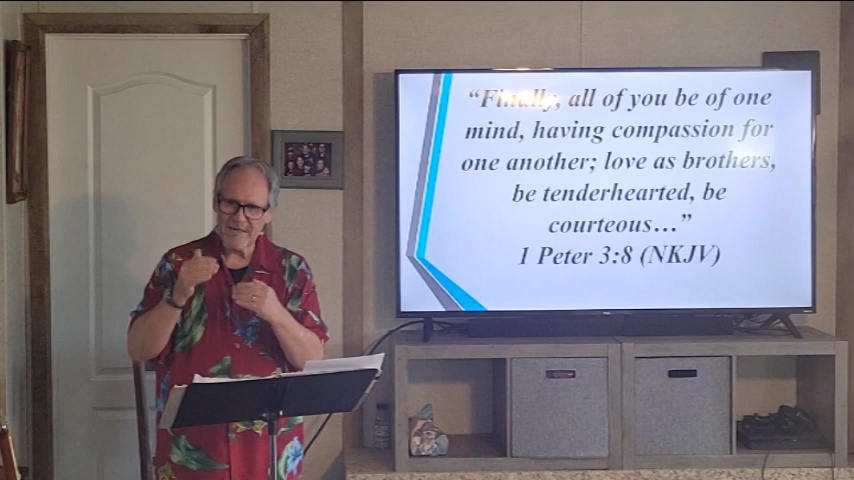 “Finally, all of you be of one
mind, having compassion for
one another; love as brothers,
be tenderhearted, be
courteous…”
1 Peter 3:8 (NKJV)